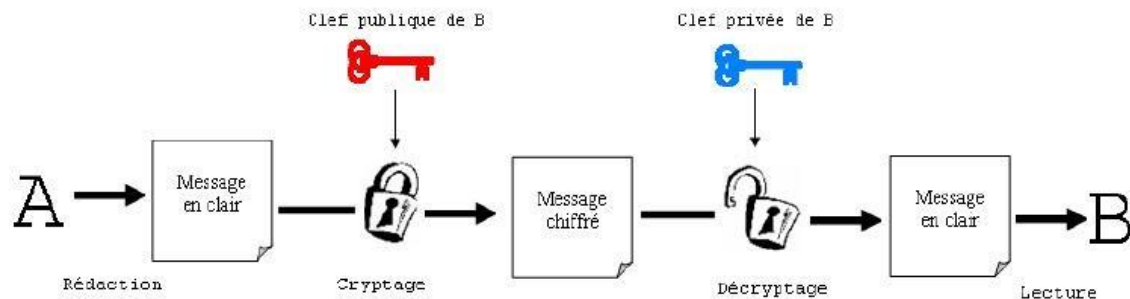 Clef publique de B
Clef privée de B
A
Message
en clair
Message
chiffré
Message
en clair
B
Rédaction
Cryptage
Décryptage
Lecture